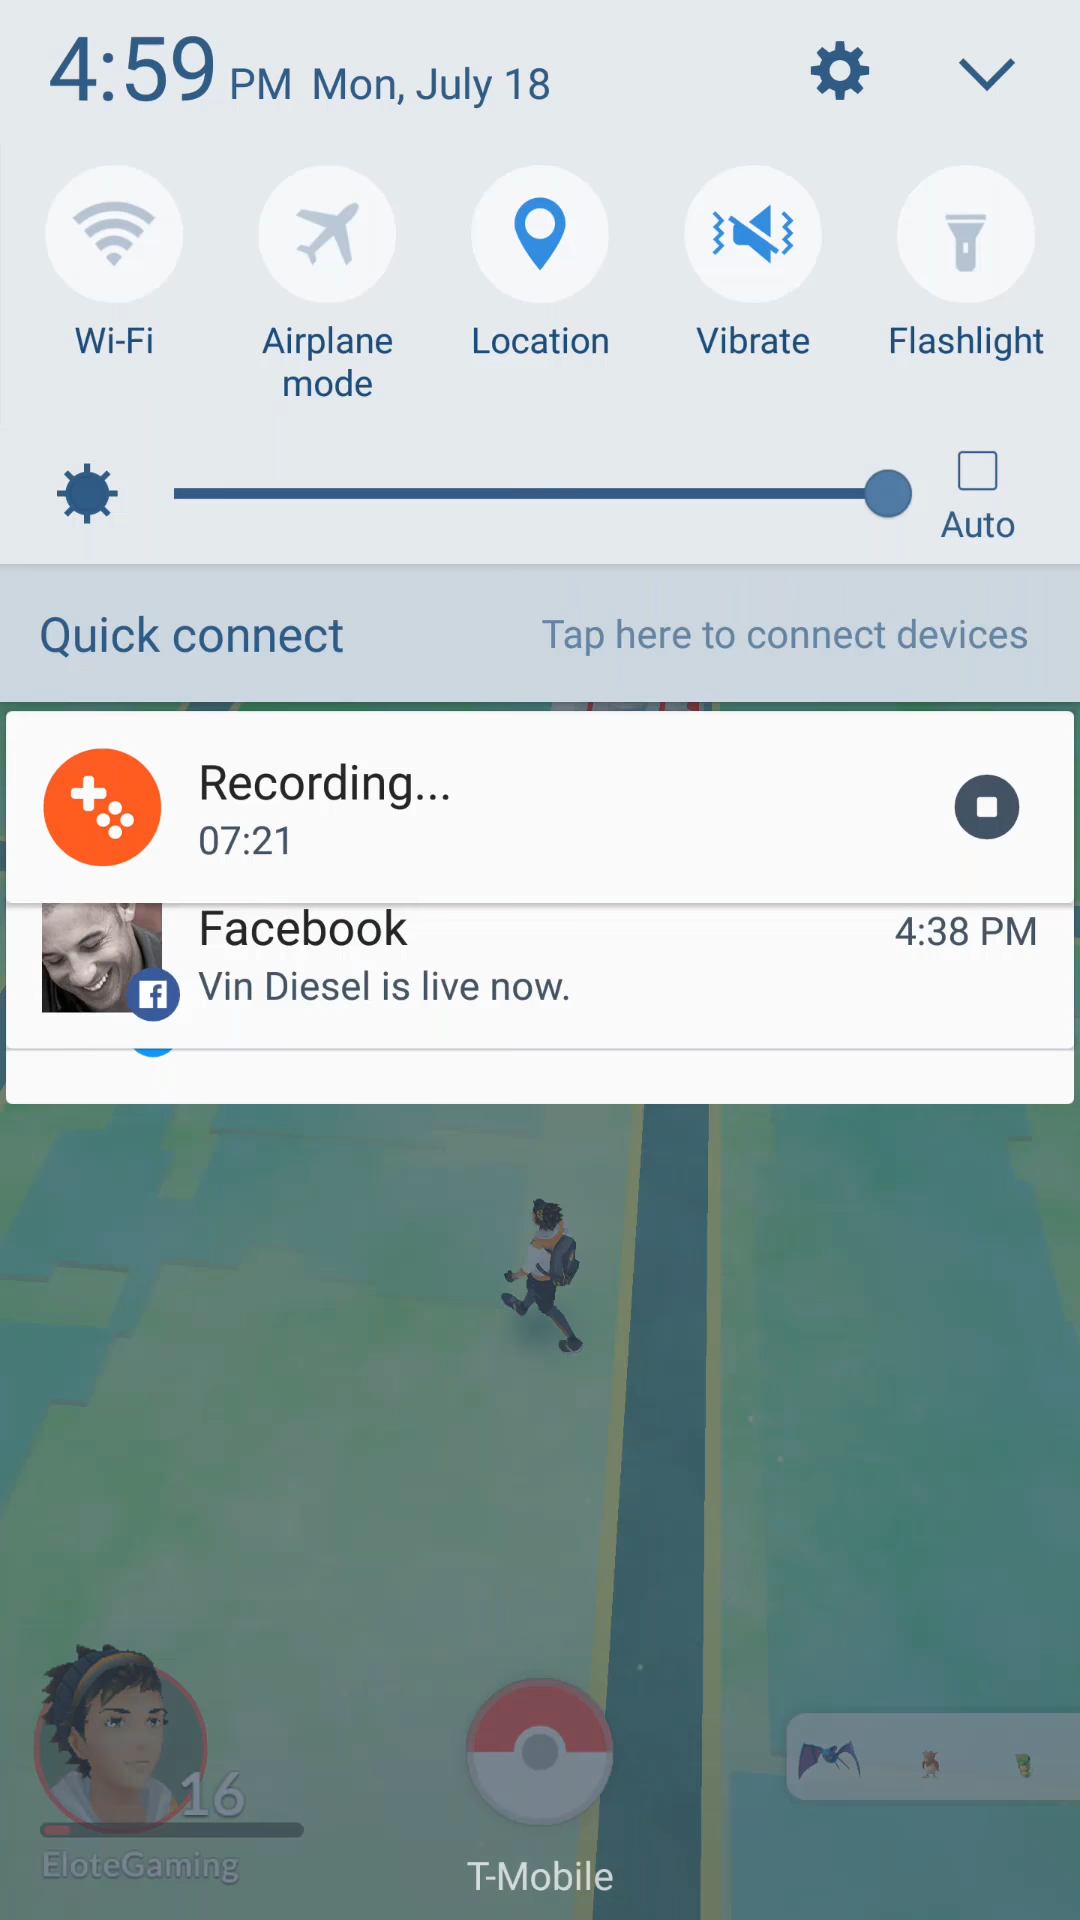 4:59 PM Mon, July 18
Wi-Fi
Airplane
mode
Location
Vibrate
Flashlight
Auto
Quick connect
Tap here to connect devices
Recording...
07:21
Facebook
4:38 PM
Vin Diesel is live now.
16
EloteGaming
T-Mobile